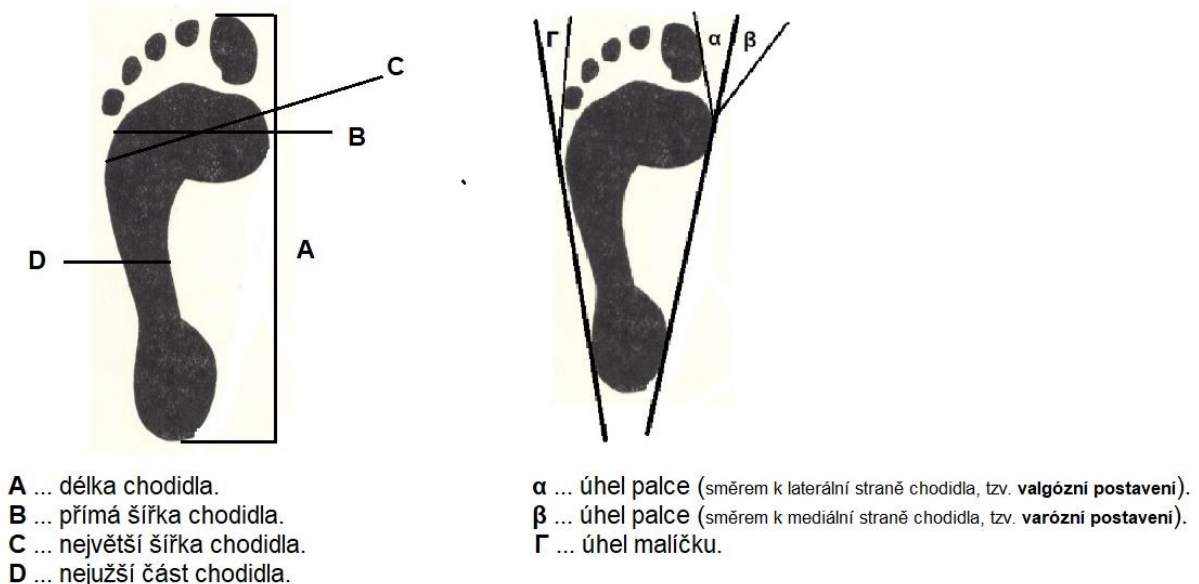 C
B
D
A
Γ
α
β
A ... délka chodidla.
B ... přímá šířka chodidla.
C ... největší šířka chodidla.
D ... nejužší část chodidla.
α ... úhel palce (směrem k laterální straně chodidla, tzv. valgózní postavení).
β ... úhel palce (směrem k mediální straně chodidla, tzv. varózní postavení).
Γ ... úhel malíčku.